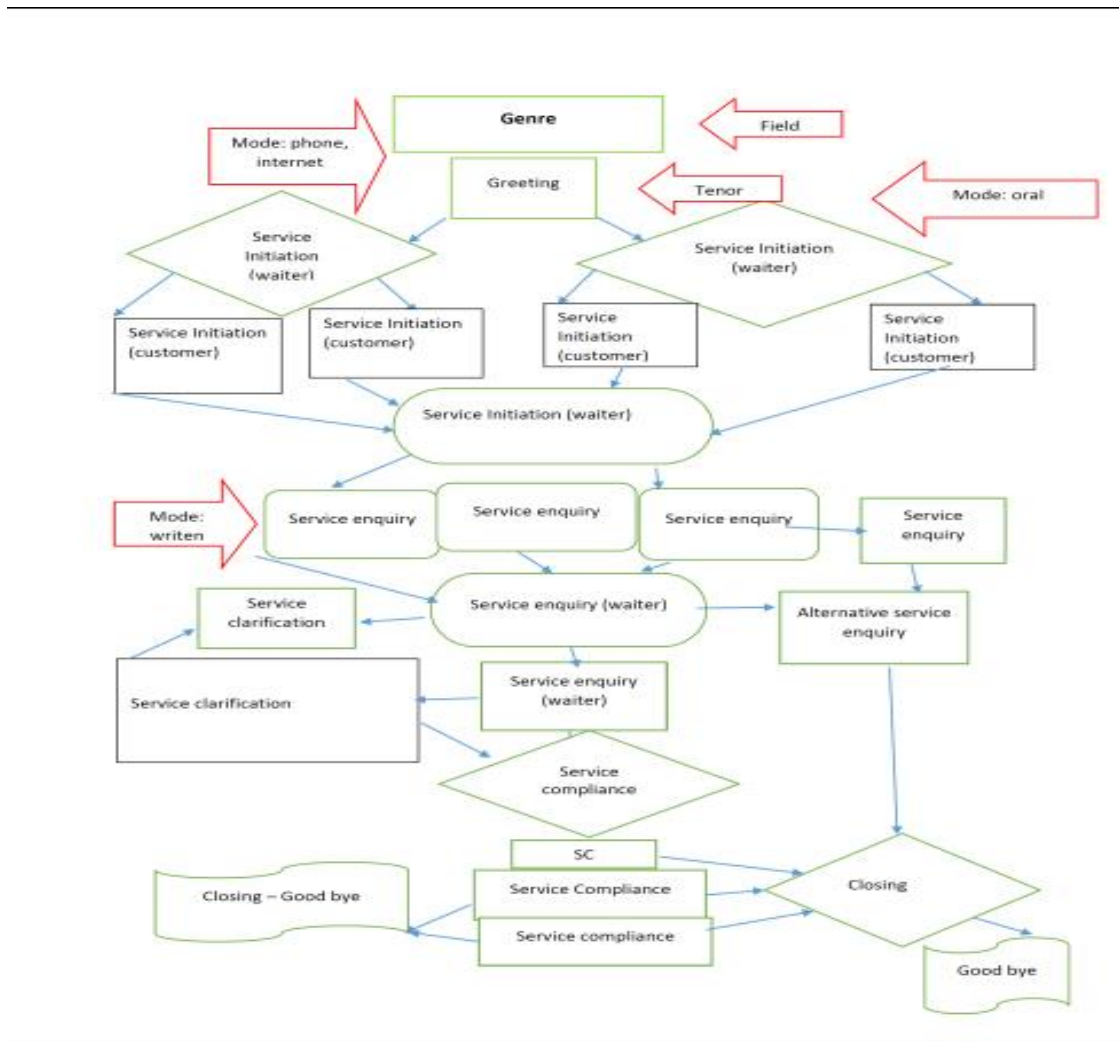 Genre
Field
Mode: phone,
internet
Greeting
Tenor
Mode: oral
Service
Initiation
(waiter)
Service Initiation
(waiter)
Service Initiation
(customer)
Service Initiation
(customer)
Service
Initiation
(customer)
Service
Initiation
(customer)
Service Initiation (waiter)
Mode:
writen
Service enquiry
Service enquiry
Service enquiry
Service
enquiry
Service
clarification
Service enquiry (waiter)
Alternative service
enquiry
Service clarification
Service enquiry
(waiter)
Service
compliance
SC
Closing – Good bye
Service Compliance
Closing
Service compliance
Good bye